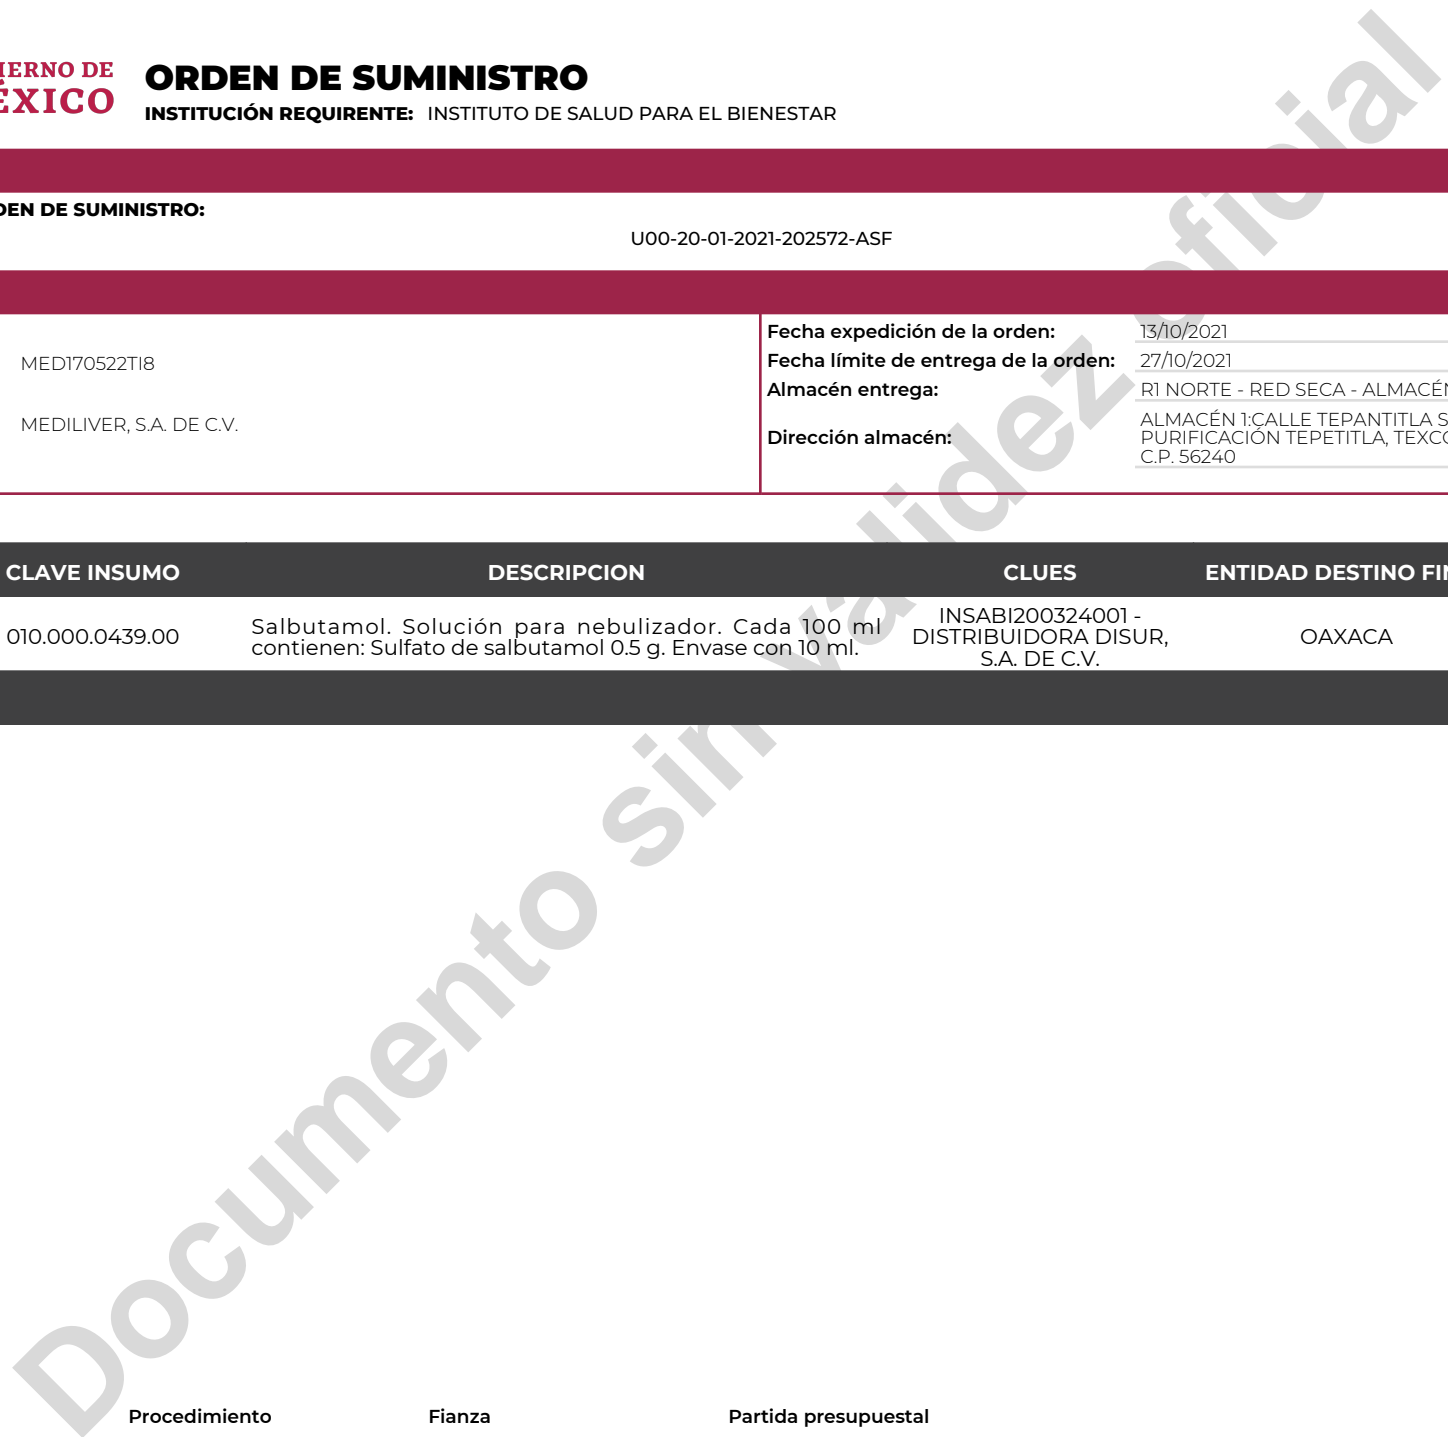 IERNO DE
ÉXICO
ORDEN DE SUMINISTRO
INSTITUCIÓN REQUIRENTE: INSTITUTO DE SALUD PARA EL BIENESTAR
DEN DE SUMINISTRO:
U00-20-01-2021-202572-ASF
MED170522TI8
MEDILIVER, S.A. DE C.V.
Fecha expedición de la orden: 13/10/2021
Fecha límite de entrega de la orden: 27/10/2021
Almacén entrega: R1 NORTE - RED SECA - ALMACÉN
Dirección almacén: ALMACÉN 1:CALLE TEPANTITLA S
PURIFICACIÓN TEPETITLA, TEXCO
C.P. 56240
CLAVE INSUMO DESCRIPCION CLUES ENTIDAD DESTINO FIN
010.000.0439.00 Salbutamol. Solución para nebulizador. Cada 100 ml
contienen: Sulfato de salbutamol 0.5 g. Envase con 10 ml.
INSABI200324001 -
DISTRIBUIDORA DISUR,
S.A. DE C.V.
OAXACA
Documento sin validez oficial
Procedimiento Fianza Partida presupuestal